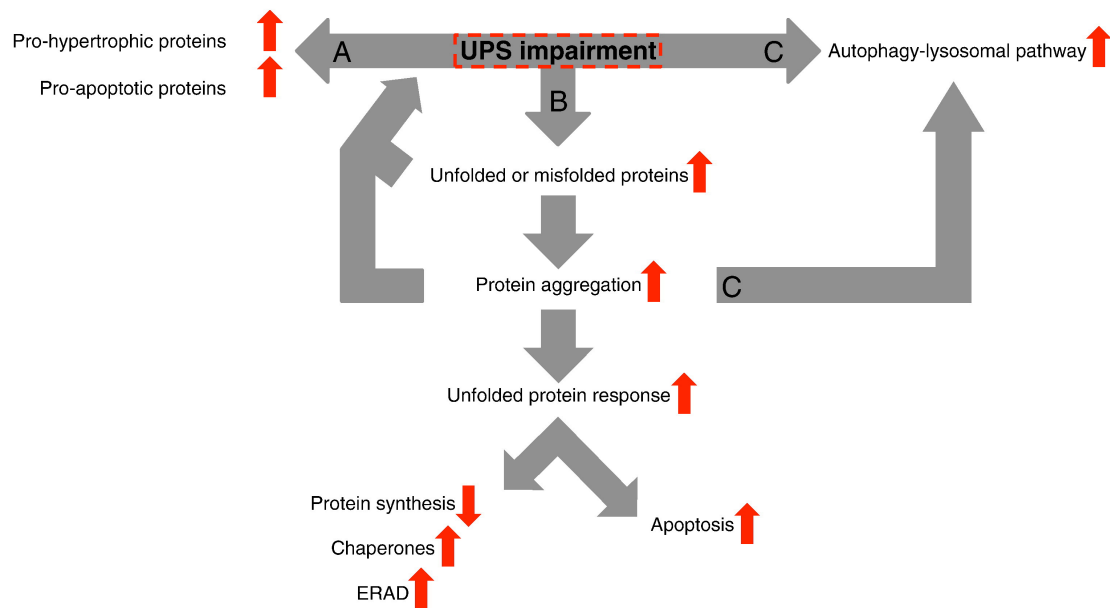 Pro-hypertrophic proteins
Pro-apoptotic proteins
A
UPS impairment
C
Autophagy-lysosomal pathway
B
Unfolded or misfolded proteins
Protein aggregation
C
Unfolded protein response
Protein synthesis
Chaperones
ERAD
Apoptosis